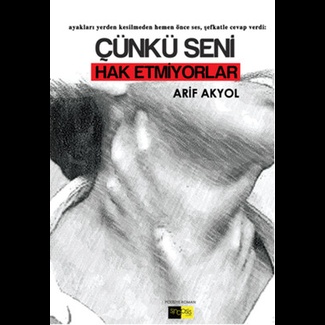 ayakları yerden kesilmeden hemen önce ses, şefkatle cevap verdi:
ÇÜNKÜ SENİ
HAK ETMİYORLAR
ARİF AKYOL